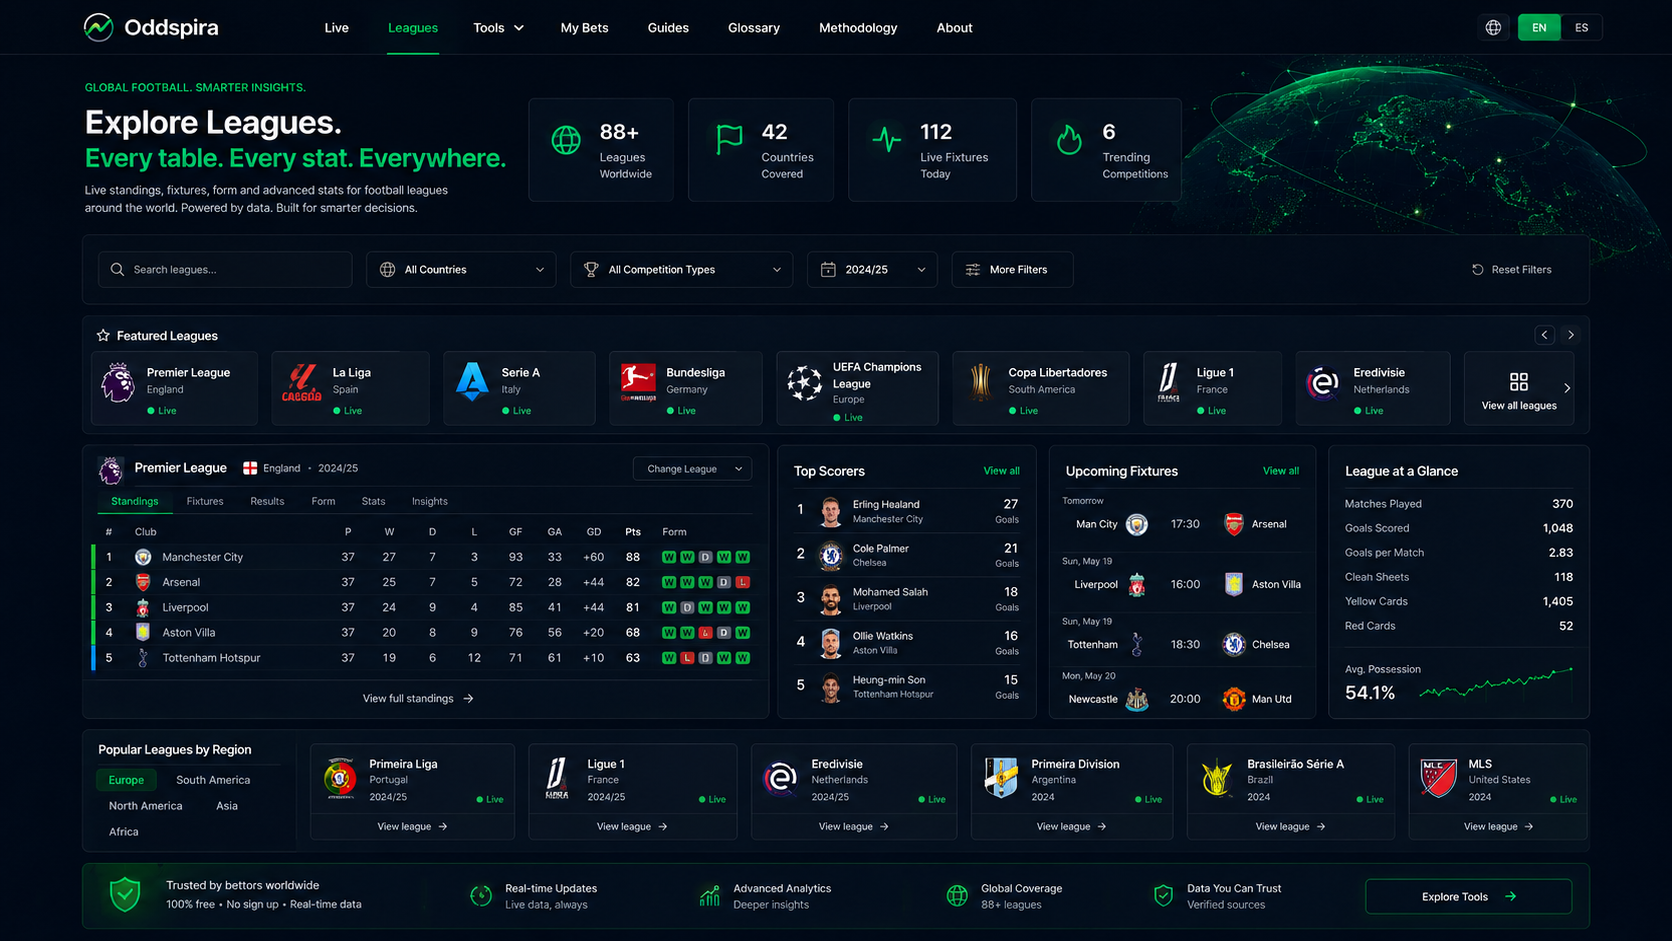 Oddspira
Live
Leagues
Tools
My Bets
Guides
Glossary
Methodology
About
EN
ES
GLOBAL FOOTBALL. SMARTER INSIGHTS.
Explore Leagues.
Every table. Every stat. Everywhere.
Live standings, fixtures, form and advanced stats for football leagues
around the world. Powered by data. Built for smarter decisions.
88+
Leagues
Worldwide
42
Countries
Covered
112
Live Fixtures
Today
6
Trending
Competitions
Search leagues...
All Countries
All Competition Types
2024/25
More Filters
Reset Filters
Featured Leagues
Premier League
England
Live
La Liga
Spain
Live
Serie A
Italy
Live
Bundesliga
Germany
Live
UEFA Champions
League
Europe
Live
Copa Libertadores
South America
Live
Ligue 1
France
Live
Eredivisie
Netherlands
Live
View all leagues
Premier League
England • 2024/25
Change League
Standings Fixtures Results Form Stats Insights
# Club P W D L GF GA GD Pts Form
1 Manchester City 37 27 7 3 93 33 +60 88 W W D W W
2 Arsenal 37 25 7 5 72 28 +44 82 W W W D L
3 Liverpool 37 24 9 4 85 41 +44 81 W D W W W
4 Aston Villa 37 20 8 9 76 56 +20 68 W W L D W
5 Tottenham Hotspur 37 19 6 12 71 61 +10 63 W L D W W
View full standings
Top Scorers
View all
1 Erling Healand 27
Manchester City Goals
2 Cole Palmer 21
Chelsea Goals
3 Mohamed Salah 18
Liverpool Goals
4 Ollie Watkins 16
Aston Villa Goals
5 Heung-min Son 15
Tottenham Hotspur Goals
Upcoming Fixtures
View all
Tomorrow
Man City 17:30 Arsenal
Sun, May 19
Liverpool 16:00 Aston Villa
Sun, May 19
Tottenham 18:30 Chelsea
Mon, May 20
Newcastle 20:00 Man Utd
League at a Glance
Matches Played 370
Goals Scored 1,048
Goals per Match 2.83
Cleah Sheets 118
Yellow Cards 1,405
Red Cards 52
Avg. Possession
54.1%
Popular Leagues by Region
Europe
South America
North America
Asia
Africa
Primeira Liga
Portugal
2024/25
Live
View league
Ligue 1
France
2024/25
Live
View league
Eredivisie
Netherlands
2024/25
Live
View league
Primera Division
Argentina
2024
Live
View league
Brasileirão Série A
Brazil
2024
Live
View league
MLS
United States
2024
Live
View league
Trusted by bettors worldwide
100% free • No sign up • Real-time data
Real-time Updates
Live data, always
Advanced Analytics
Deeper insights
Global Coverage
88+ leagues
Data You Can Trust
Verified sources
Explore Tools